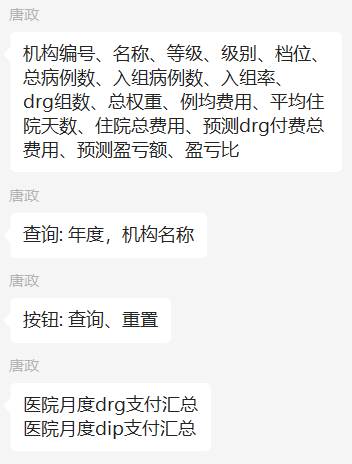 唐政
机构编号、名称、等级、级别、档位、
总病例数、入组病例数、入组率、
drg组数、总权重、例均费用、平均住
院天数、住院总费用、预测drg付费总
费用、预测盈亏额、盈亏比
唐政
查询: 年度，机构名称
唐政
按钮: 查询、重置
唐政
医院月度drg支付汇总
医院月度dip支付汇总